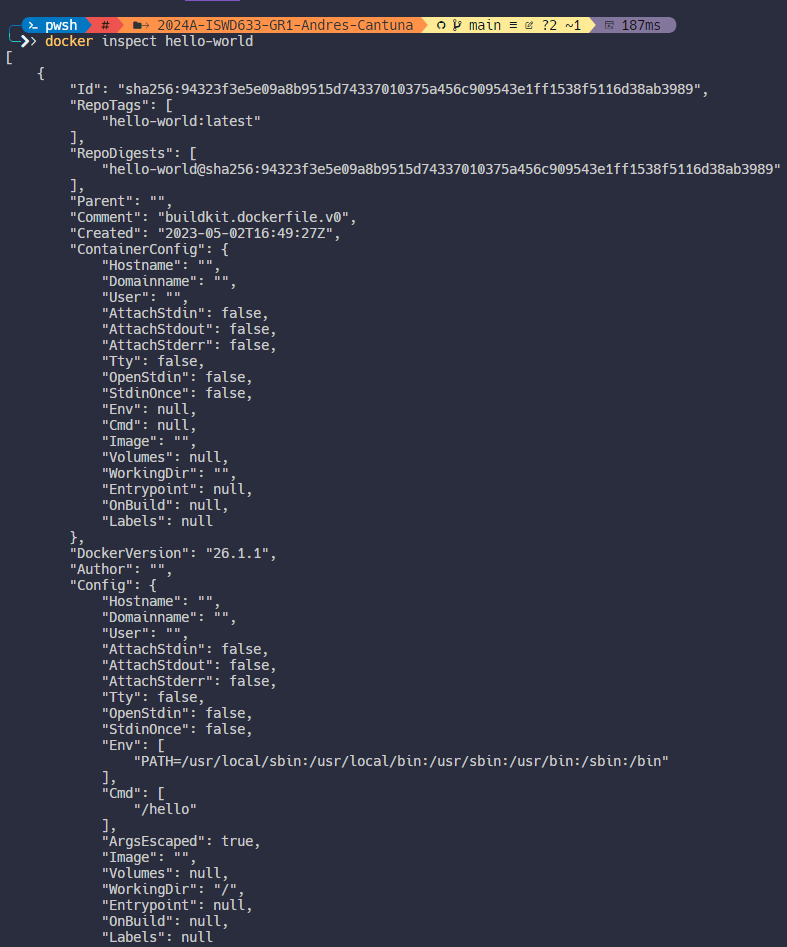 pwsh # 2024A-ISWD633-GR1-Andres-Cantuna main ≡ ?2 ~1 187ms
docker inspect hello-world
[
    {
        "Id": "sha256:94323f3e5e09a8b9515d74337010375a456c909543e1ff1538f5116d38ab3989",
        "RepoTags": [
            "hello-world:latest"
        ],
        "RepoDigests": [
            "hello-world@sha256:94323f3e5e09a8b9515d74337010375a456c909543e1ff1538f5116d38ab3989"
        ],
        "Parent": "",
        "Comment": "buildkit.dockerfile.v0",
        "Created": "2023-05-02T16:49:27Z",
        "ContainerConfig": {
            "Hostname": "",
            "Domainname": "",
            "User": "",
            "AttachStdin": false,
            "AttachStdout": false,
            "AttachStderr": false,
            "Tty": false,
            "OpenStdin": false,
            "StdinOnce": false,
            "Env": null,
            "Cmd": null,
            "Image": "",
            "Volumes": null,
            "WorkingDir": "",
            "Entrypoint": null,
            "OnBuild": null,
            "Labels": null
        },
        "DockerVersion": "26.1.1",
        "Author": "",
        "Config": {
            "Hostname": "",
            "Domainname": "",
            "User": "",
            "AttachStdin": false,
            "AttachStdout": false,
            "AttachStderr": false,
            "Tty": false,
            "OpenStdin": false,
            "StdinOnce": false,
            "Env": [
                "PATH=/usr/local/sbin:/usr/local/bin:/usr/sbin:/usr/bin:/sbin:/bin"
            ],
            "Cmd": [
                "/hello"
            ],
            "ArgsEscaped": true,
            "Image": "",
            "Volumes": null,
            "WorkingDir": "/",
            "Entrypoint": null,
            "OnBuild": null,
            "Labels": null